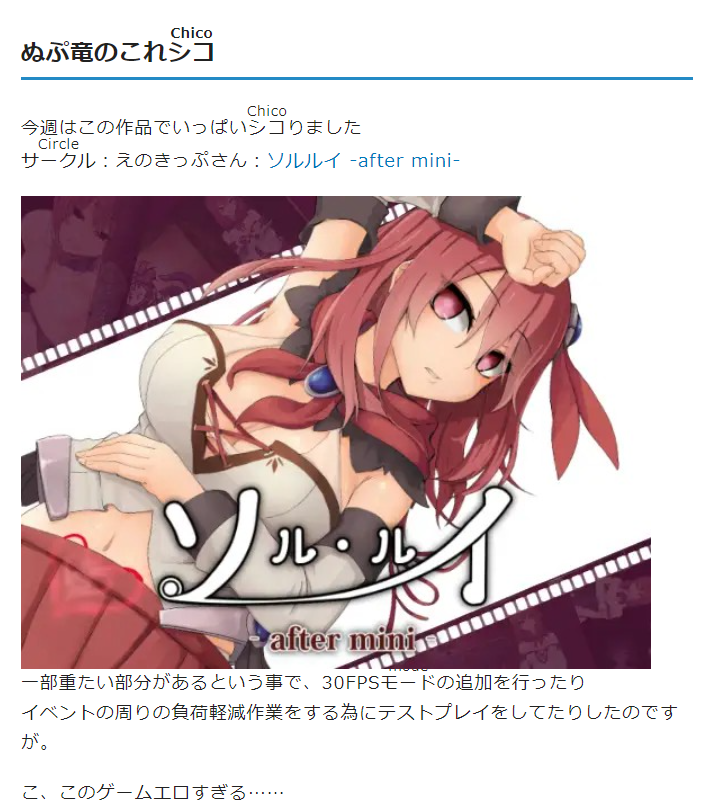 Chico
ぬぷ竜のこれシコ
Chico
今週はこの作品でいっぱいシコりました
Circle
サークル：えのきっぷさん：ソルルイ -after mini-
ソル・ルイ
- after mini -
mode
一部重たい部分があるという事で、30FPSモードの追加を行ったり
イベントの周りの負荷軽減作業をする為にテストプレイをしてたりしたのです
が。
こ、このゲームエロすぎる……